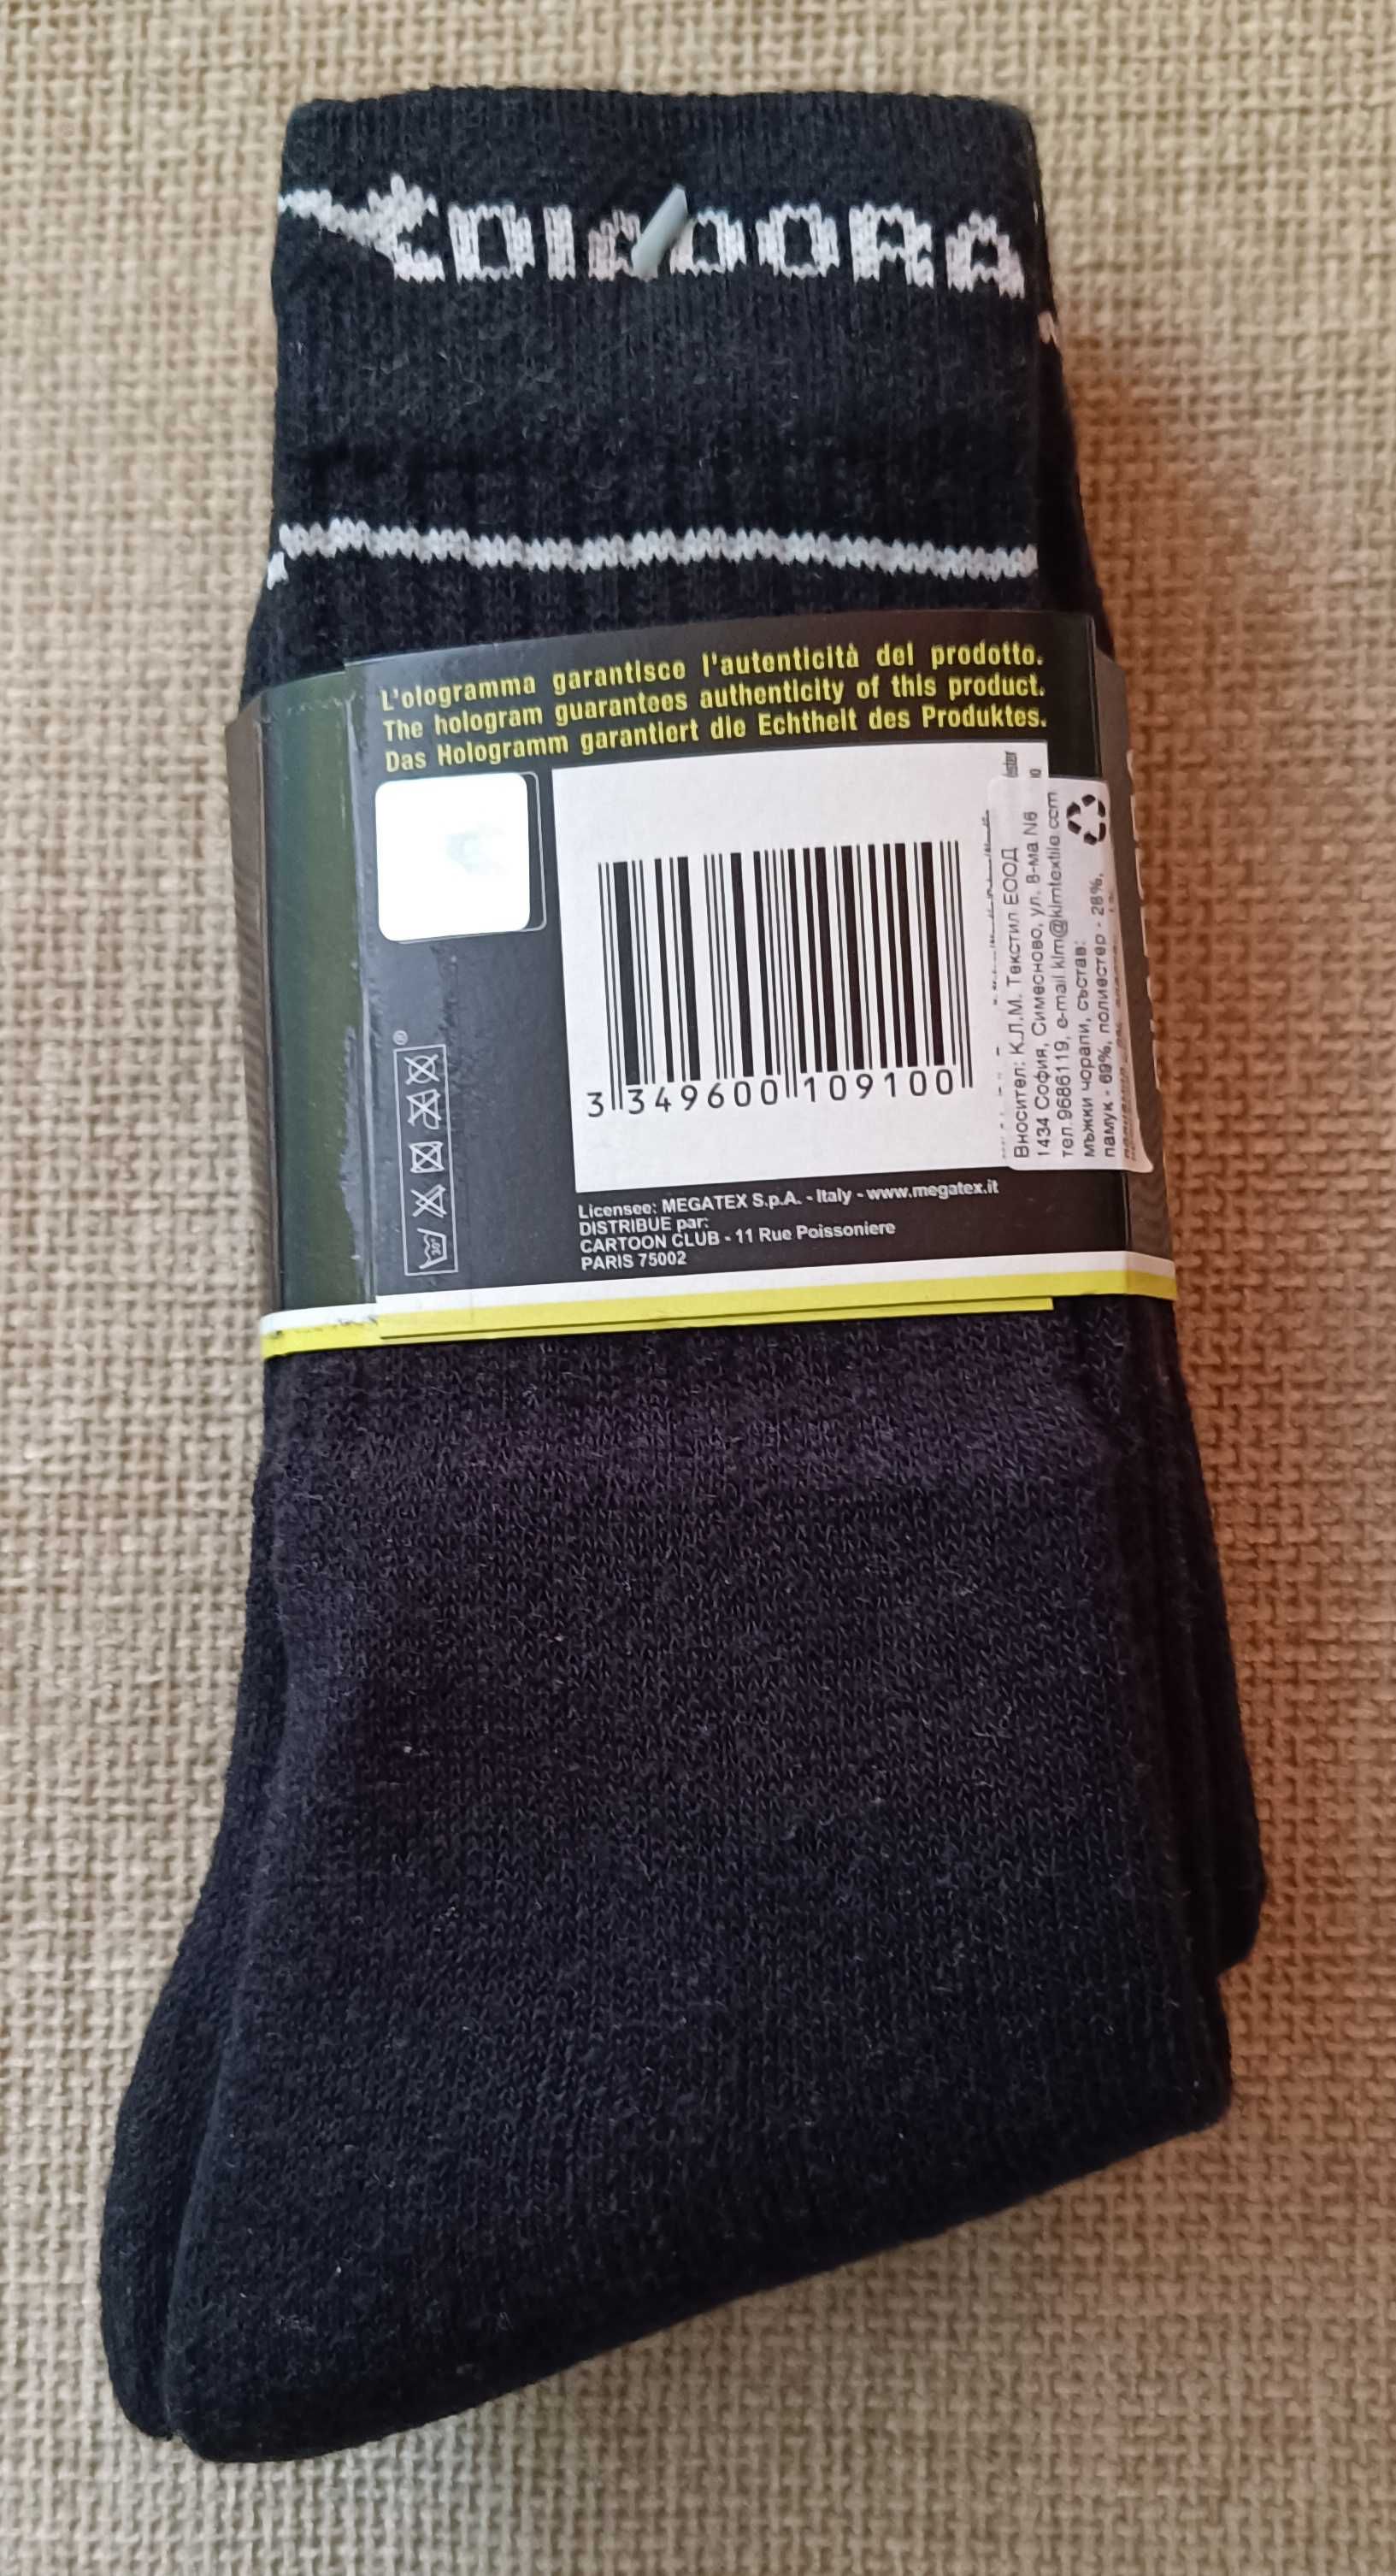 DIADORA
L'ologramma garantisce l'autenticità del prodotto.
The hologram guarantees authenticity of this product.
Das Hologramm garantiert die Echtheit des Produktes.
3 349600 109100
Licensee: MEGATEX S.p.A. - Italy - www.megatex.it
DISTRIBUE par:
CARTOON CLUB - 11 Rue Poissoniere
PARIS 75002
30°
®
Вносител: К.Л.М. Текстил ЕООД
1434 София, Симеоново, ул. 8-ма N6
тел.9686119, e-mail klm@klmtextile.com
мъжки чорапи, състав:
памук - 69%, полиестер - 28%,